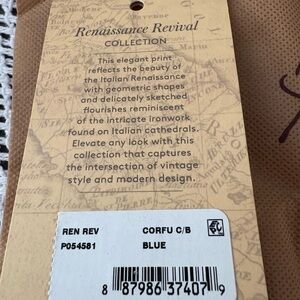 Renaissance Revival
COLLECTION
This elegant print
reflects the beauty of
the Italian Renaissance
with geometric shapes
and delicately sketched
flourishes reminiscent
of the intricate ironwork
found on Italian cathedrals.
Elevate any look with this
collection that captures
the intersection of vintage
style and modern design.
REN REV CORFU C/B
P054581 BLUE
8 87986 37407 9